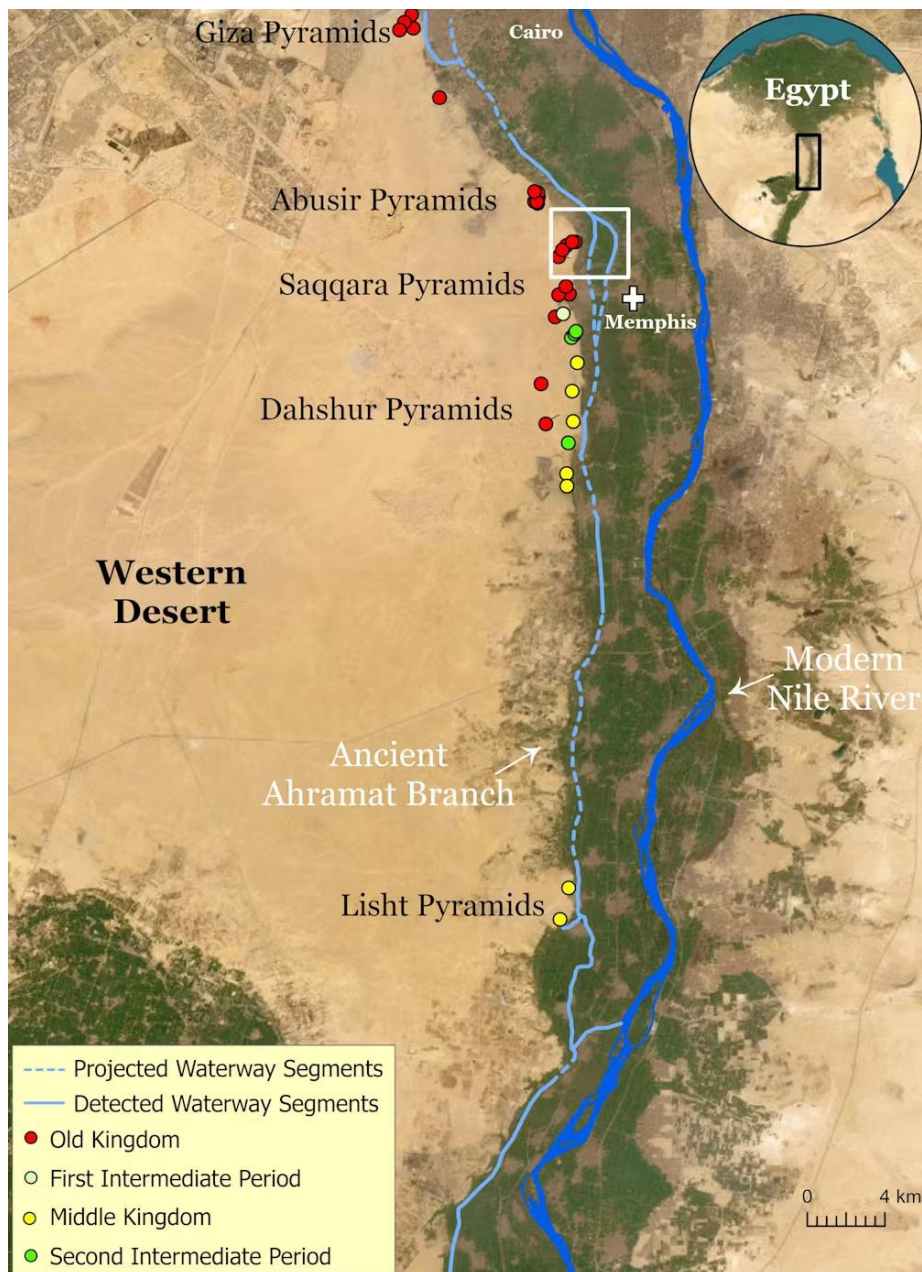 Giza Pyramids
Cairo
Egypt
Abusir Pyramids
Saqqara Pyramids
Memphis
Dahshur Pyramids
Western
Desert
Modern
Nile River
Ancient
Ahramat Branch
Lisht Pyramids
Projected Waterway Segments
Detected Waterway Segments
Old Kingdom
First Intermediate Period
Middle Kingdom
Second Intermediate Period
0 4 km